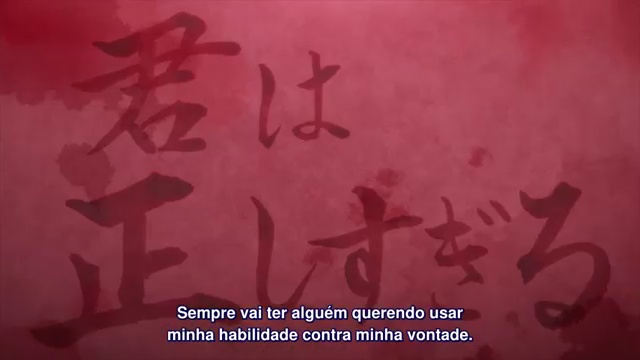 君は
正しすぎる
Sempre vai ter alguém querendo usar
minha habilidade contra minha vontade.